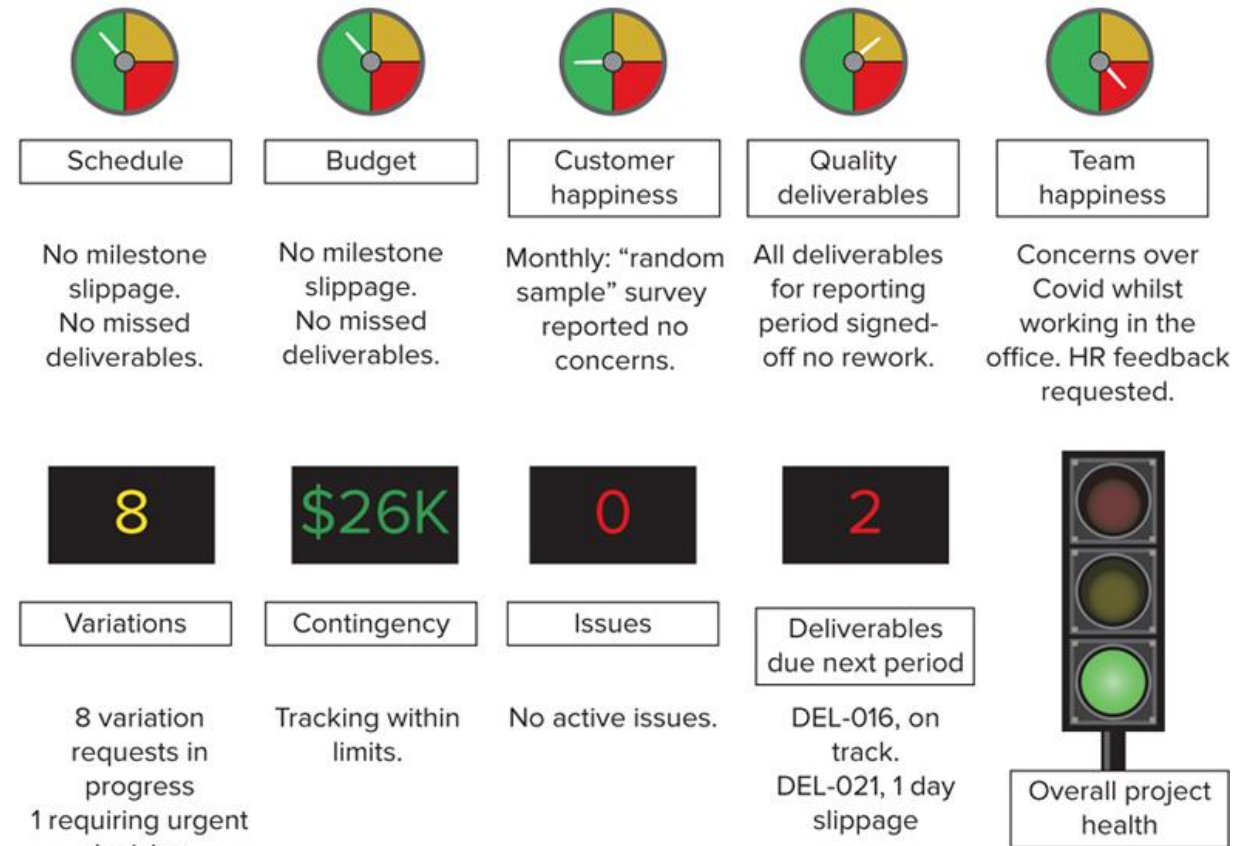 Schedule
Budget
Customer
happiness
Quality
deliverables
Team
happiness
No milestone
slippage.
No missed
deliverables.
No milestone
slippage.
No missed
deliverables.
Monthly: “random
sample” survey
reported no
concerns.
All deliverables
for reporting
period signed-
off no rework.
Concerns over
Covid whilst
working in the
office. HR feedback
requested.
8
$26K
0
2
Variations
Contingency
Issues
Deliverables
due next period
8 variation
requests in
progress
1 requiring urgent
Tracking within
limits.
No active issues.
DEL-016, on
track.
DEL-021, 1 day
slippage
Overall project
health